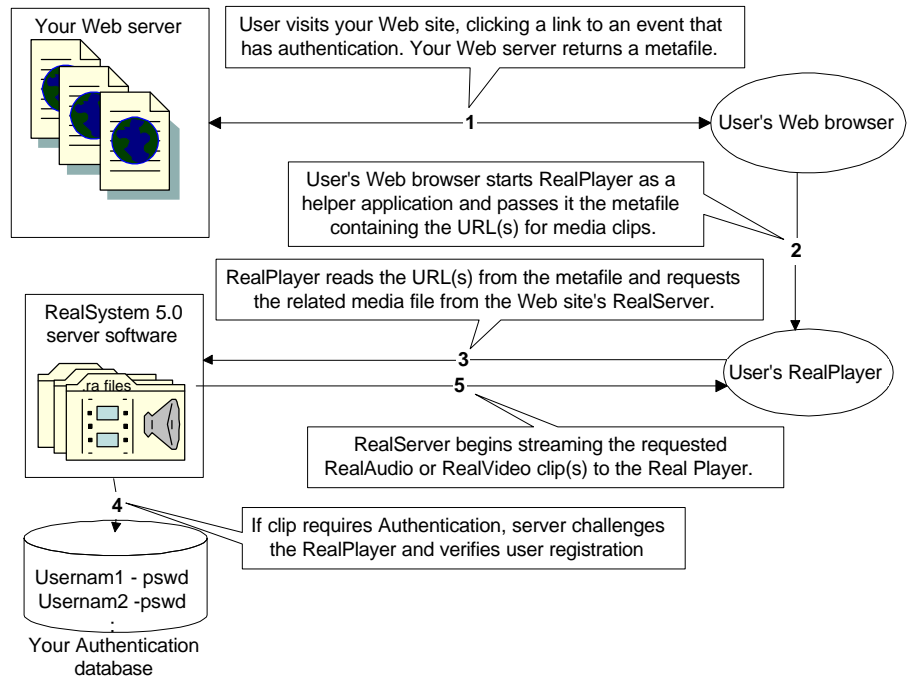 Your Web server
User visits your Web site, clicking a link to an event that
has authentication. Your Web server returns a metafile.
1
User's Web browser
User's Web browser starts RealPlayer as a
helper application and passes it the metafile
containing the URL(s) for media clips.
2
RealPlayer reads the URL(s) from the metafile and requests
the related media file from the Web site's RealServer.
RealSystem 5.0
server software
.ra files
3
5
User's RealPlayer
RealServer begins streaming the requested
RealAudio or RealVideo clip(s) to the Real Player.
4
If clip requires Authentication, server challenges
the RealPlayer and verifies user registration
Usernam1 - pswd
Usernam2 -pswd
:
Your Authentication
database